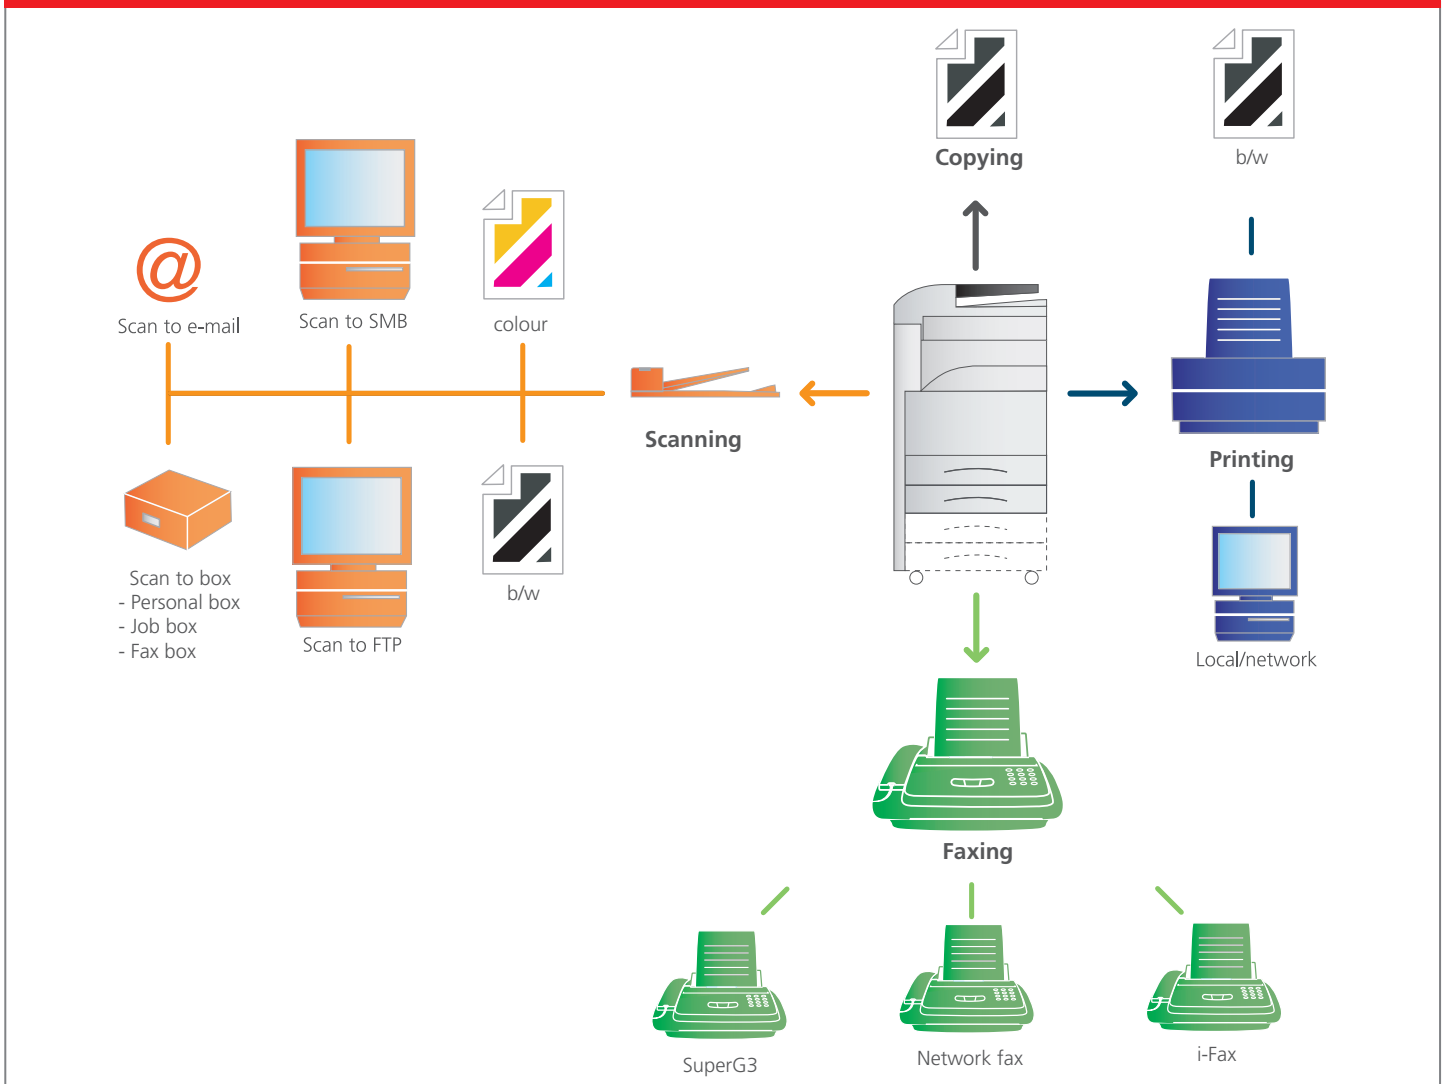 Copying
b/w
Scan to e-mail
Scan to SMB
colour
Scanning
Printing
Scan to box
- Personal box
- Job box
- Fax box
Scan to FTP
b/w
Local/network
Faxing
SuperG3
Network fax
i-Fax